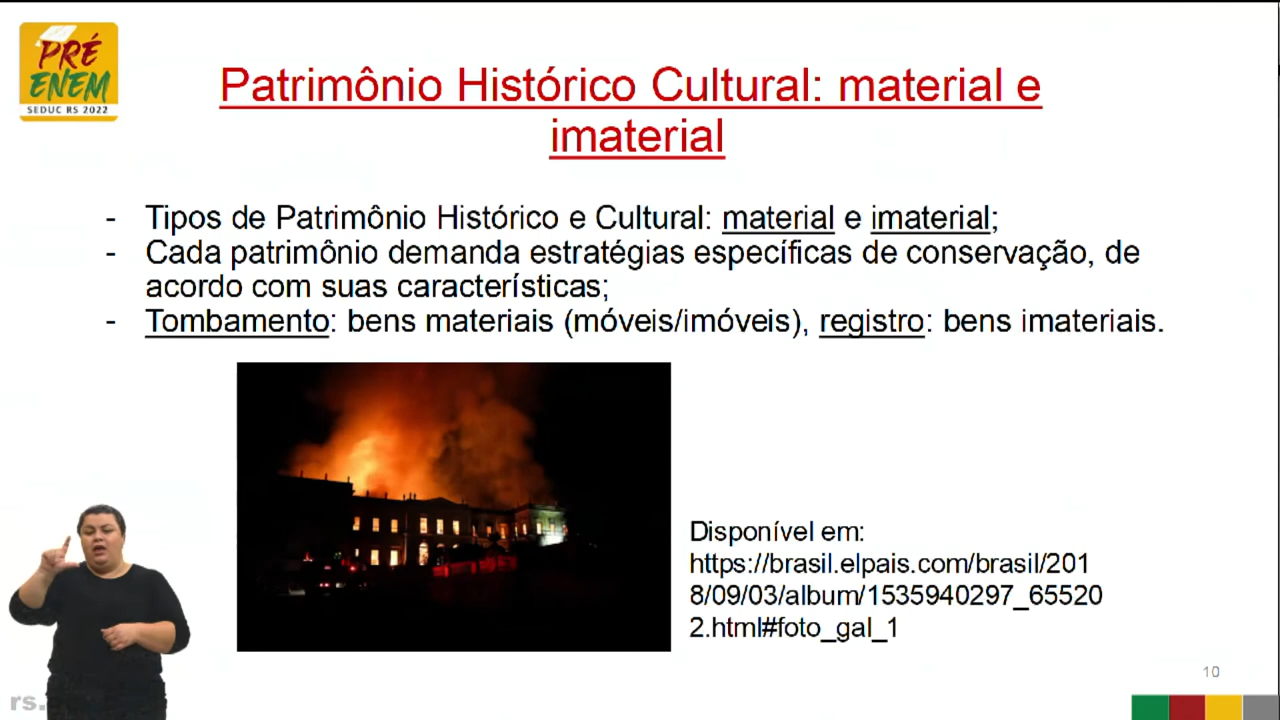 PRÉ
ENEM
SEDUC RS 2022
Patrimônio Histórico Cultural: material e
imaterial
- Tipos de Patrimônio Histórico e Cultural: material e imaterial;
- Cada patrimônio demanda estratégias específicas de conservação, de
acordo com suas características;
- Tombamento: bens materiais (móveis/imóveis), registro: bens imateriais.
Disponível em:
https://brasil.elpais.com/brasil/201
8/09/03/album/1535940297_65520
2.html#foto_gal_1
10
rs.